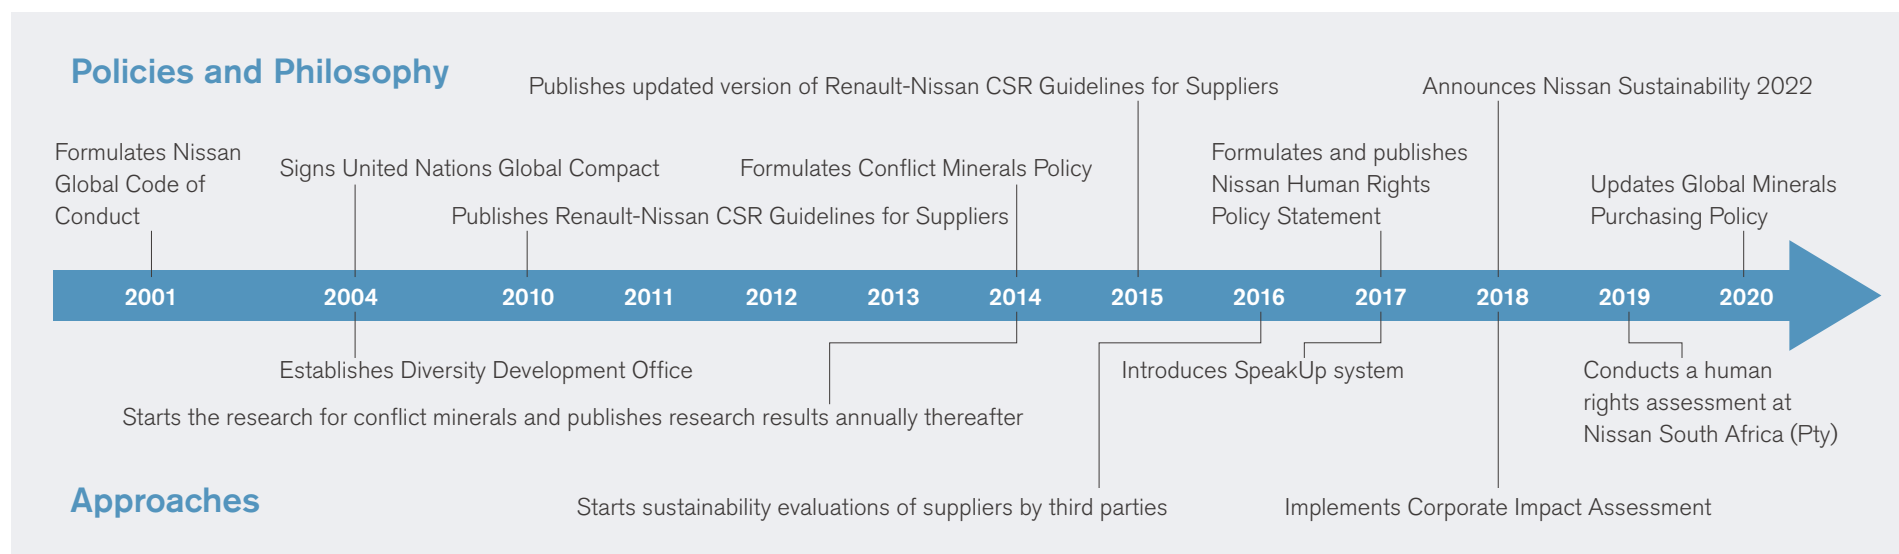 Policies and Philosophy
Publishes updated version of Renault-Nissan CSR Guidelines for Suppliers
Announces Nissan Sustainability 2022
Formulates Nissan
Global Code of
Conduct
Signs United Nations Global Compact
Publishes Renault-Nissan CSR Guidelines for Suppliers
Formulates Conflict Minerals Policy
Formulates and publishes
Nissan Human Rights
Policy Statement
Updates Global Minerals
Purchasing Policy
2001 2004 2010 2011 2012 2013 2014 2015 2016 2017 2018 2019 2020
Establishes Diversity Development Office
Starts the research for conflict minerals and publishes research results annually thereafter
Introduces SpeakUp system
Conducts a human
rights assessment at
Nissan South Africa (Pty)
Approaches
Starts sustainability evaluations of suppliers by third parties
Implements Corporate Impact Assessment